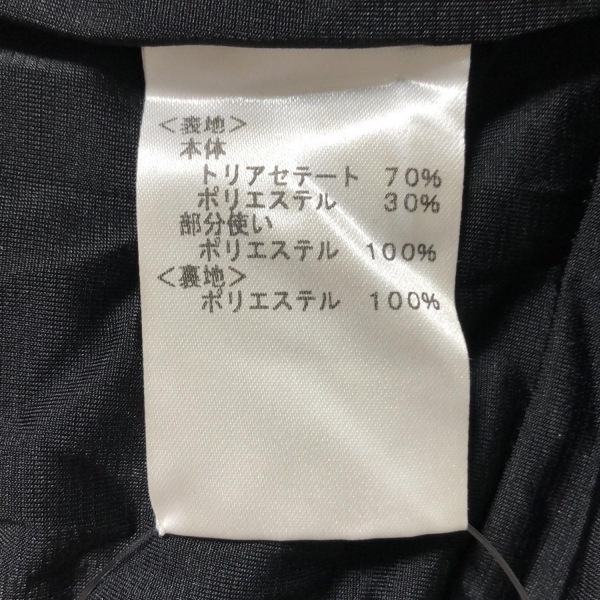 ＜表地＞
本体
トリアセテート 70%
ポリエステル 30%
部分使い
ポリエステル 100%
＜裏地＞
ポリエステル 100%